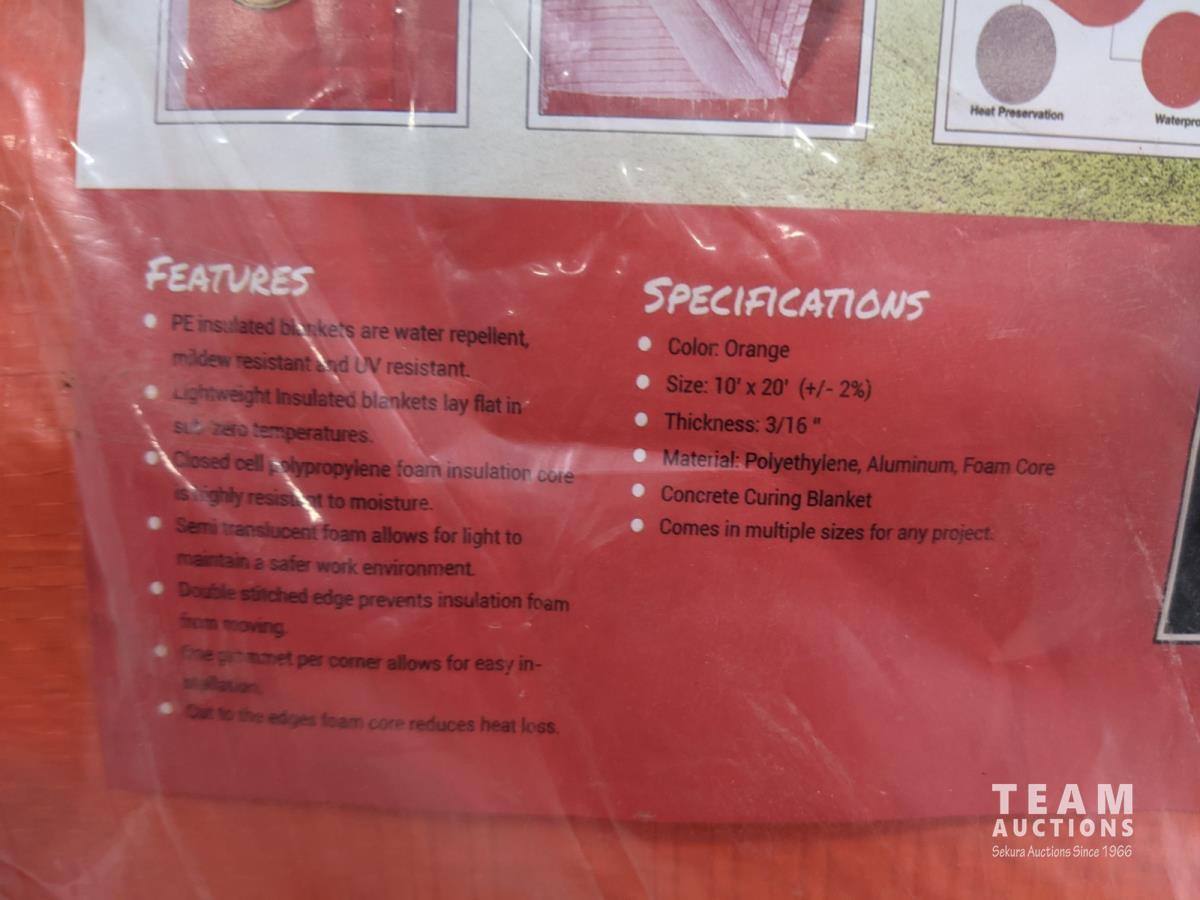 Heat Preservation
Waterpro
FEATURES
PE insulated blankets are water repellent,
mildew resistant and UV resistant.
Lightweight Insulated blankets lay flat in
sub zero temperatures.
Closed cell polypropylene foam insulation core
is highly resistant to moisture.
Semi translucent foam allows for light to
maintain a safer work environment.
Double stitched edge prevents insulation foam
from moving.
One grommet per corner allows for easy in-
stallation.
Cut to the edges foam core reduces heat loss.
SPECIFICATIONS
Color: Orange
Size: 10' x 20' (+/- 2%)
Thickness: 3/16 "
Material: Polyethylene, Aluminum, Foam Core
Concrete Curing Blanket
Comes in multiple sizes for any project.
TEAM
AUCTIONS
Sekura Auctions Since 1966